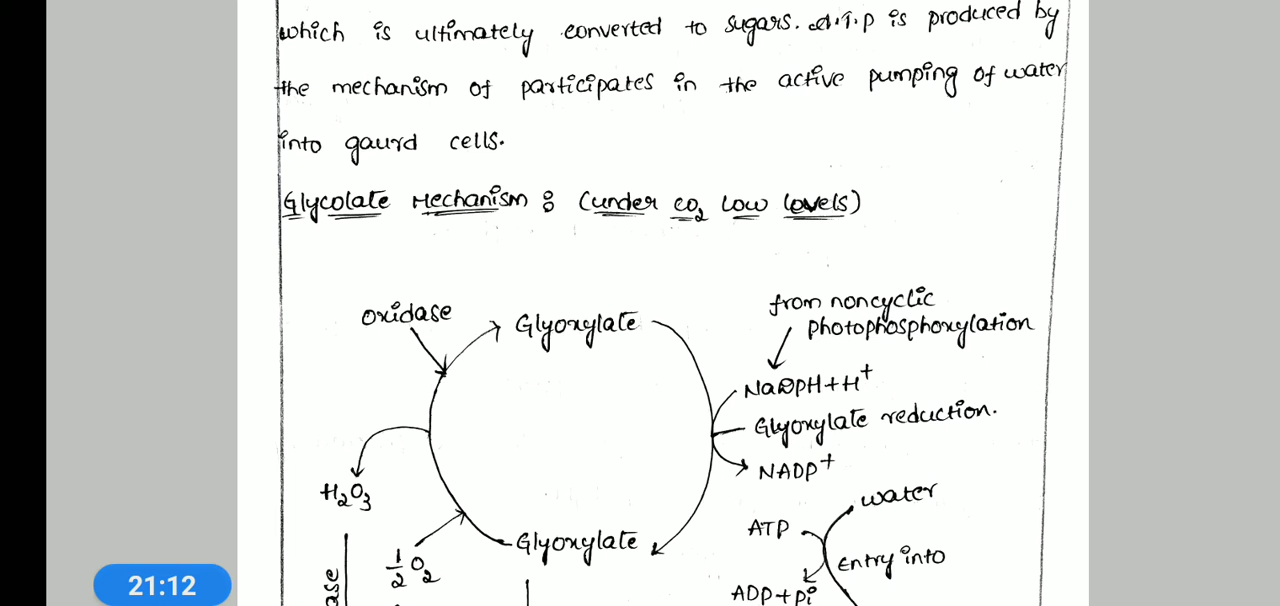 which is ultimately converted to sugars. A.T.P is produced by
the mechanism of participates in the active pumping of water
into gaurd cells.
Glycolate Mechanism : (under CO2 Low Levels)
from noncyclic
photophosphorylation
oxidase
Glyoxylate
NaDPH+H+
Glyoxylate reduction.
NADP+
H2O3
water
ATP
Glyoxylate
Entry into
1/2 O2
ADP+Pi
ase
21:12